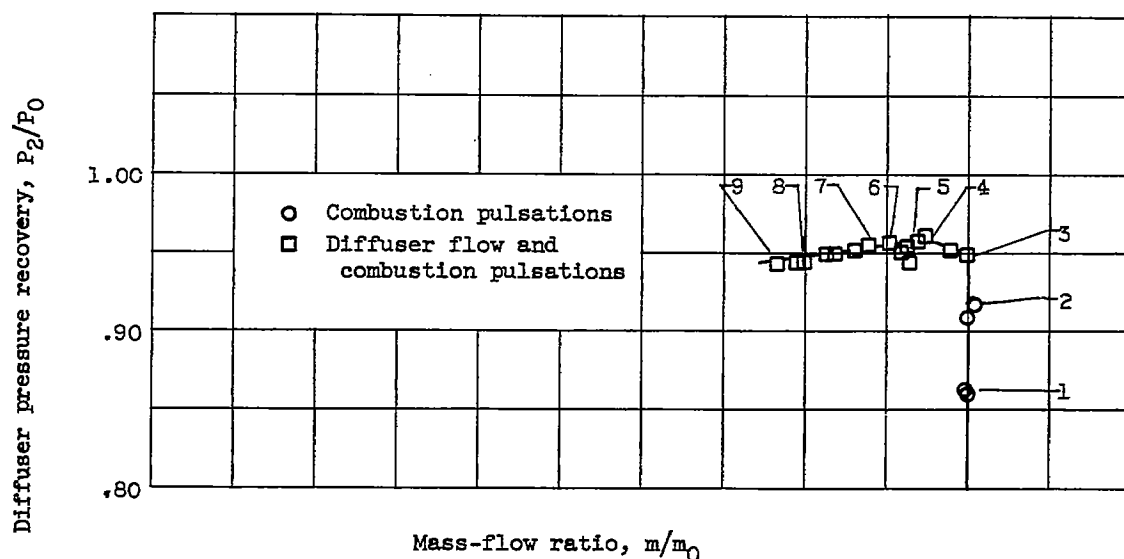 Diffuser pressure recovery, P2/P0
1.00
.90
.80
○ Combustion pulsations
□ Diffuser flow and
combustion pulsations
9 8 7 6 5 4
3
2
1
Mass-flow ratio, m/m0